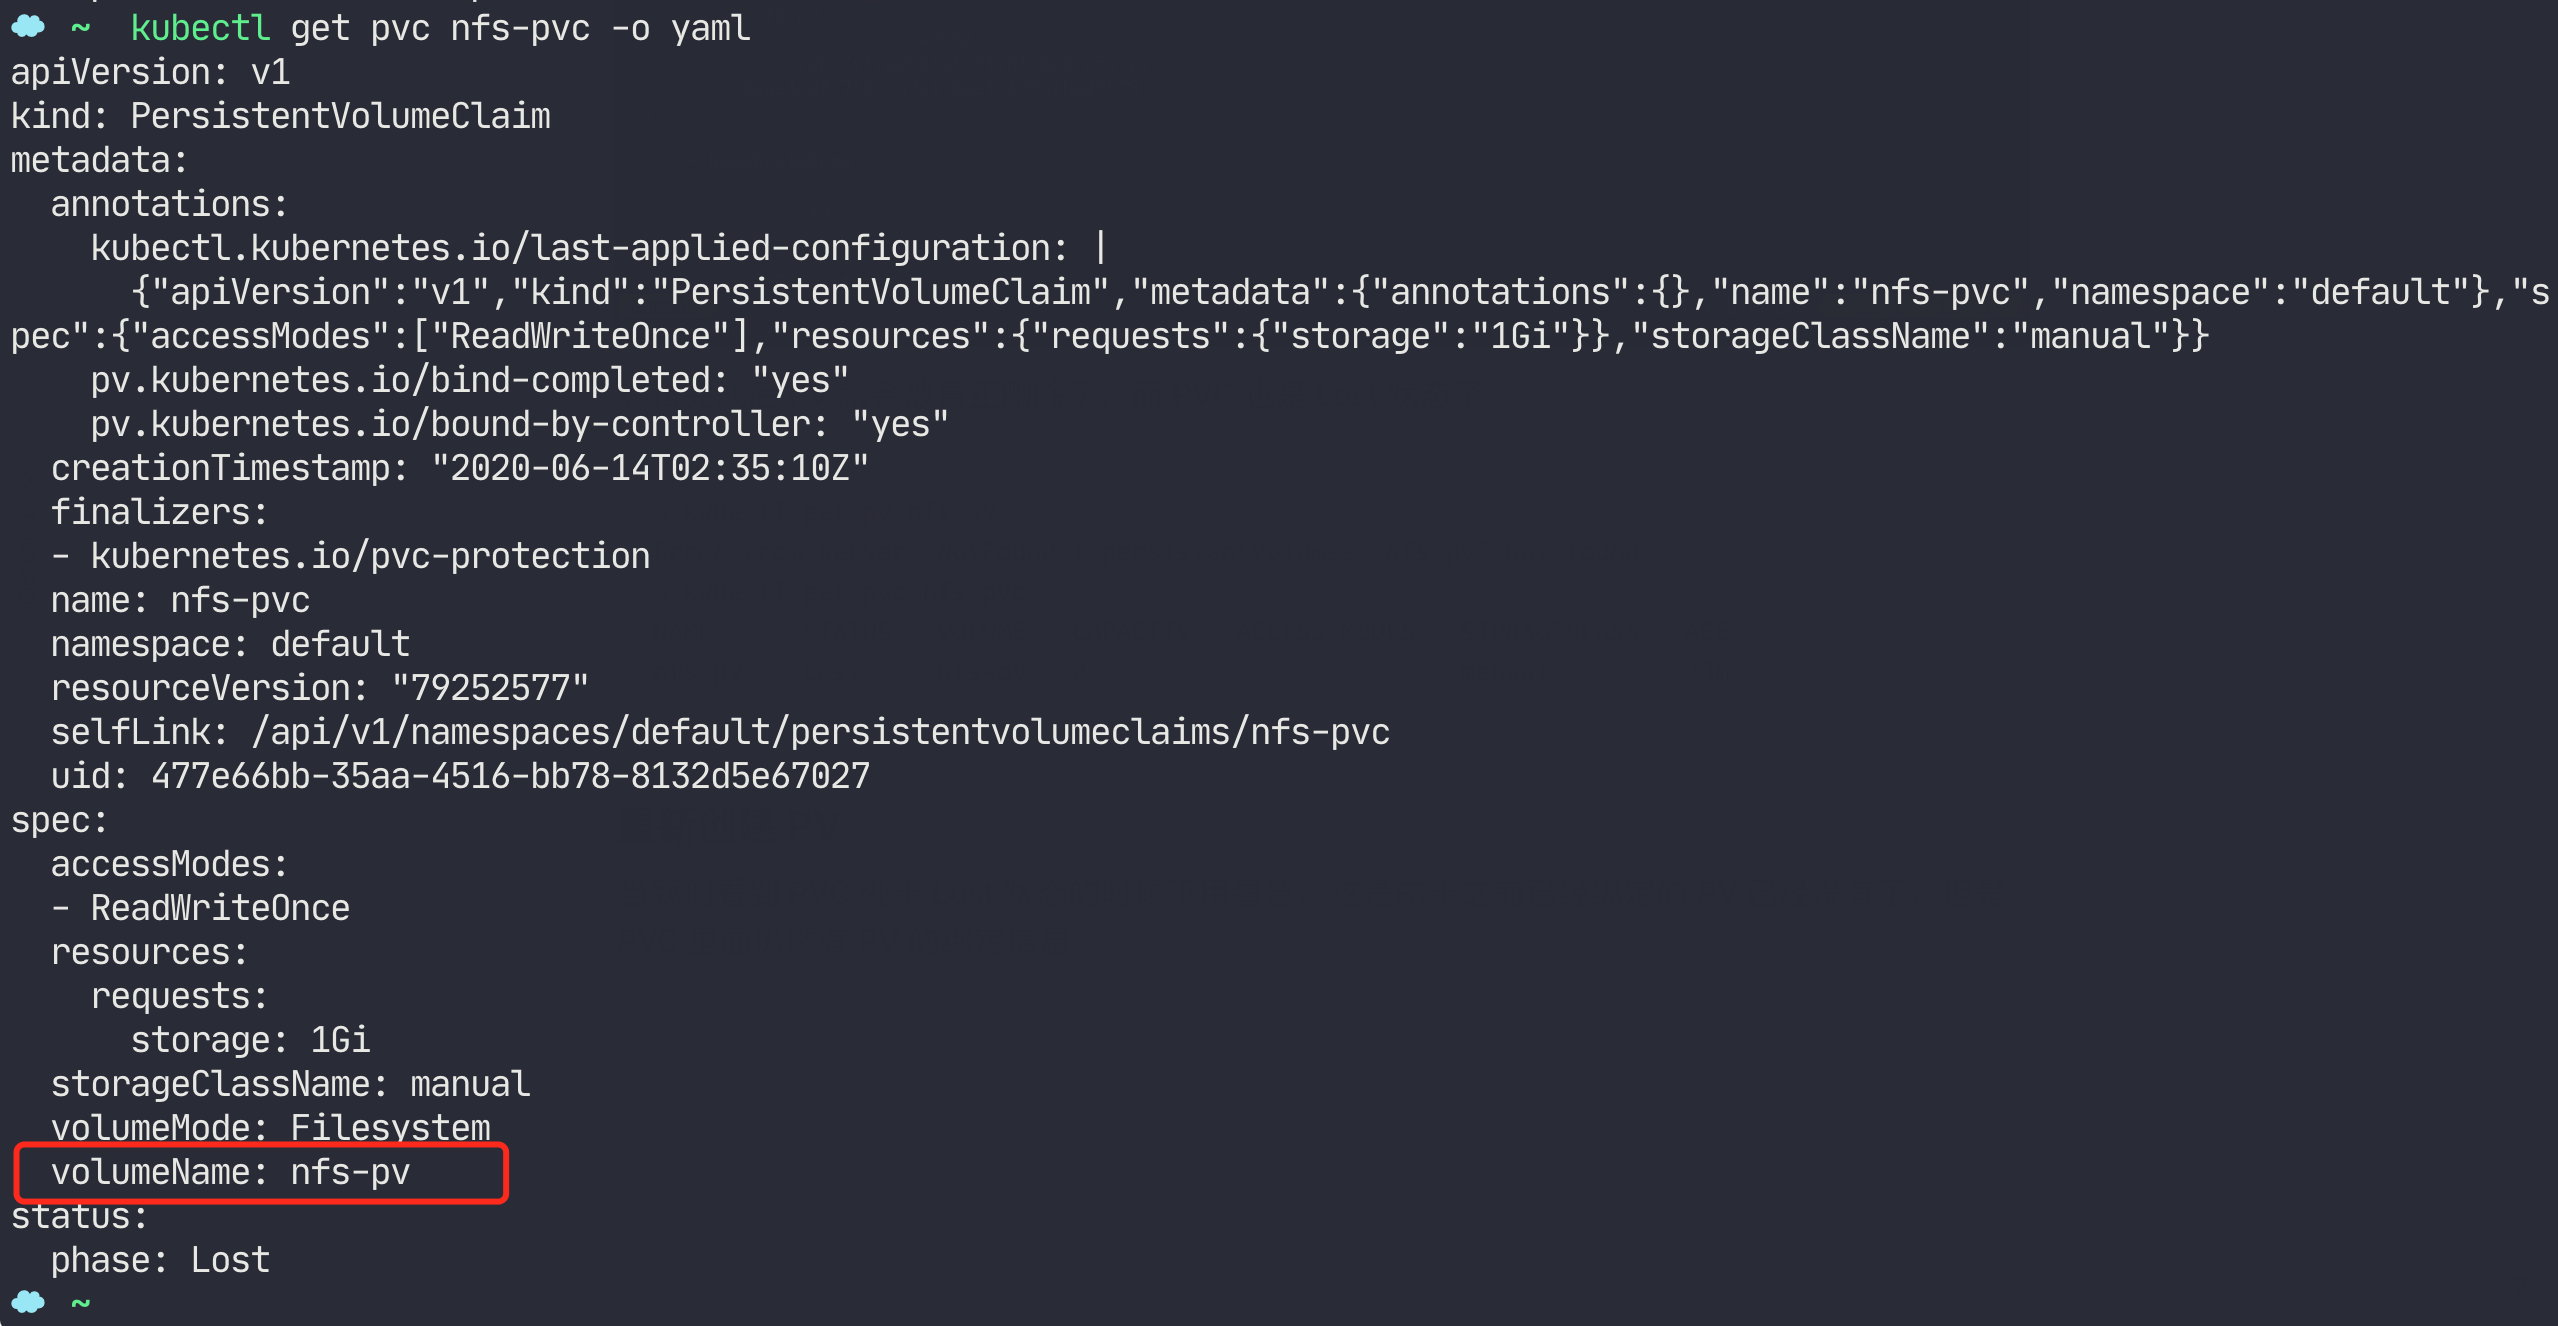 ~ kubectl get pvc nfs-pvc -o yaml
apiVersion: v1
kind: PersistentVolumeClaim
metadata:
  annotations:
    kubectl.kubernetes.io/last-applied-configuration: |
      {"apiVersion":"v1","kind":"PersistentVolumeClaim","metadata":{"annotations":{},"name":"nfs-pvc","namespace":"default"},"s
pec":{"accessModes":["ReadWriteOnce"],"resources":{"requests":{"storage":"1Gi"}},"storageClassName":"manual"}}
    pv.kubernetes.io/bind-completed: "yes"
    pv.kubernetes.io/bound-by-controller: "yes"
  creationTimestamp: "2020-06-14T02:35:10Z"
  finalizers:
  - kubernetes.io/pvc-protection
  name: nfs-pvc
  namespace: default
  resourceVersion: "79252577"
  selfLink: /api/v1/namespaces/default/persistentvolumeclaims/nfs-pvc
  uid: 477e66bb-35aa-4516-bb78-8132d5e67027
spec:
  accessModes:
  - ReadWriteOnce
  resources:
    requests:
      storage: 1Gi
  storageClassName: manual
  volumeMode: Filesystem
  volumeName: nfs-pv
status:
  phase: Lost
~